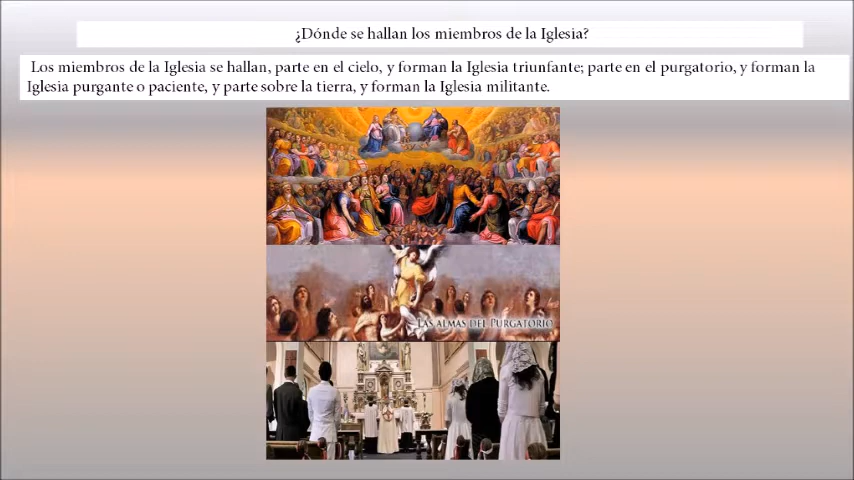 ¿Dónde se hallan los miembros de la Iglesia?
Los miembros de la Iglesia se hallan, parte en el cielo, y forman la Iglesia triunfante; parte en el purgatorio, y forman la
Iglesia purgante o paciente, y parte sobre la tierra, y forman la Iglesia militante.
LAS ALMAS DEL PURGATORIO